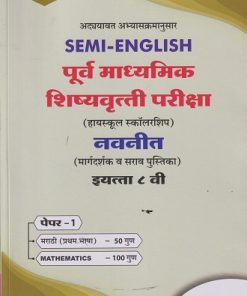 अद्ययावत अभ्यासक्रमानुसार
SEMI-ENGLISH
पूर्व माध्यमिक
शिष्यवृत्ती परीक्षा
(हायस्कूल स्कॉलरशिप)
नवनीत
(मार्गदर्शक व सराव पुस्तिका)
इयत्ता ८ वी
पेपर - 1
मराठी (प्रथम भाषा) - 50 गुण
MATHEMATICS - 100 गुण